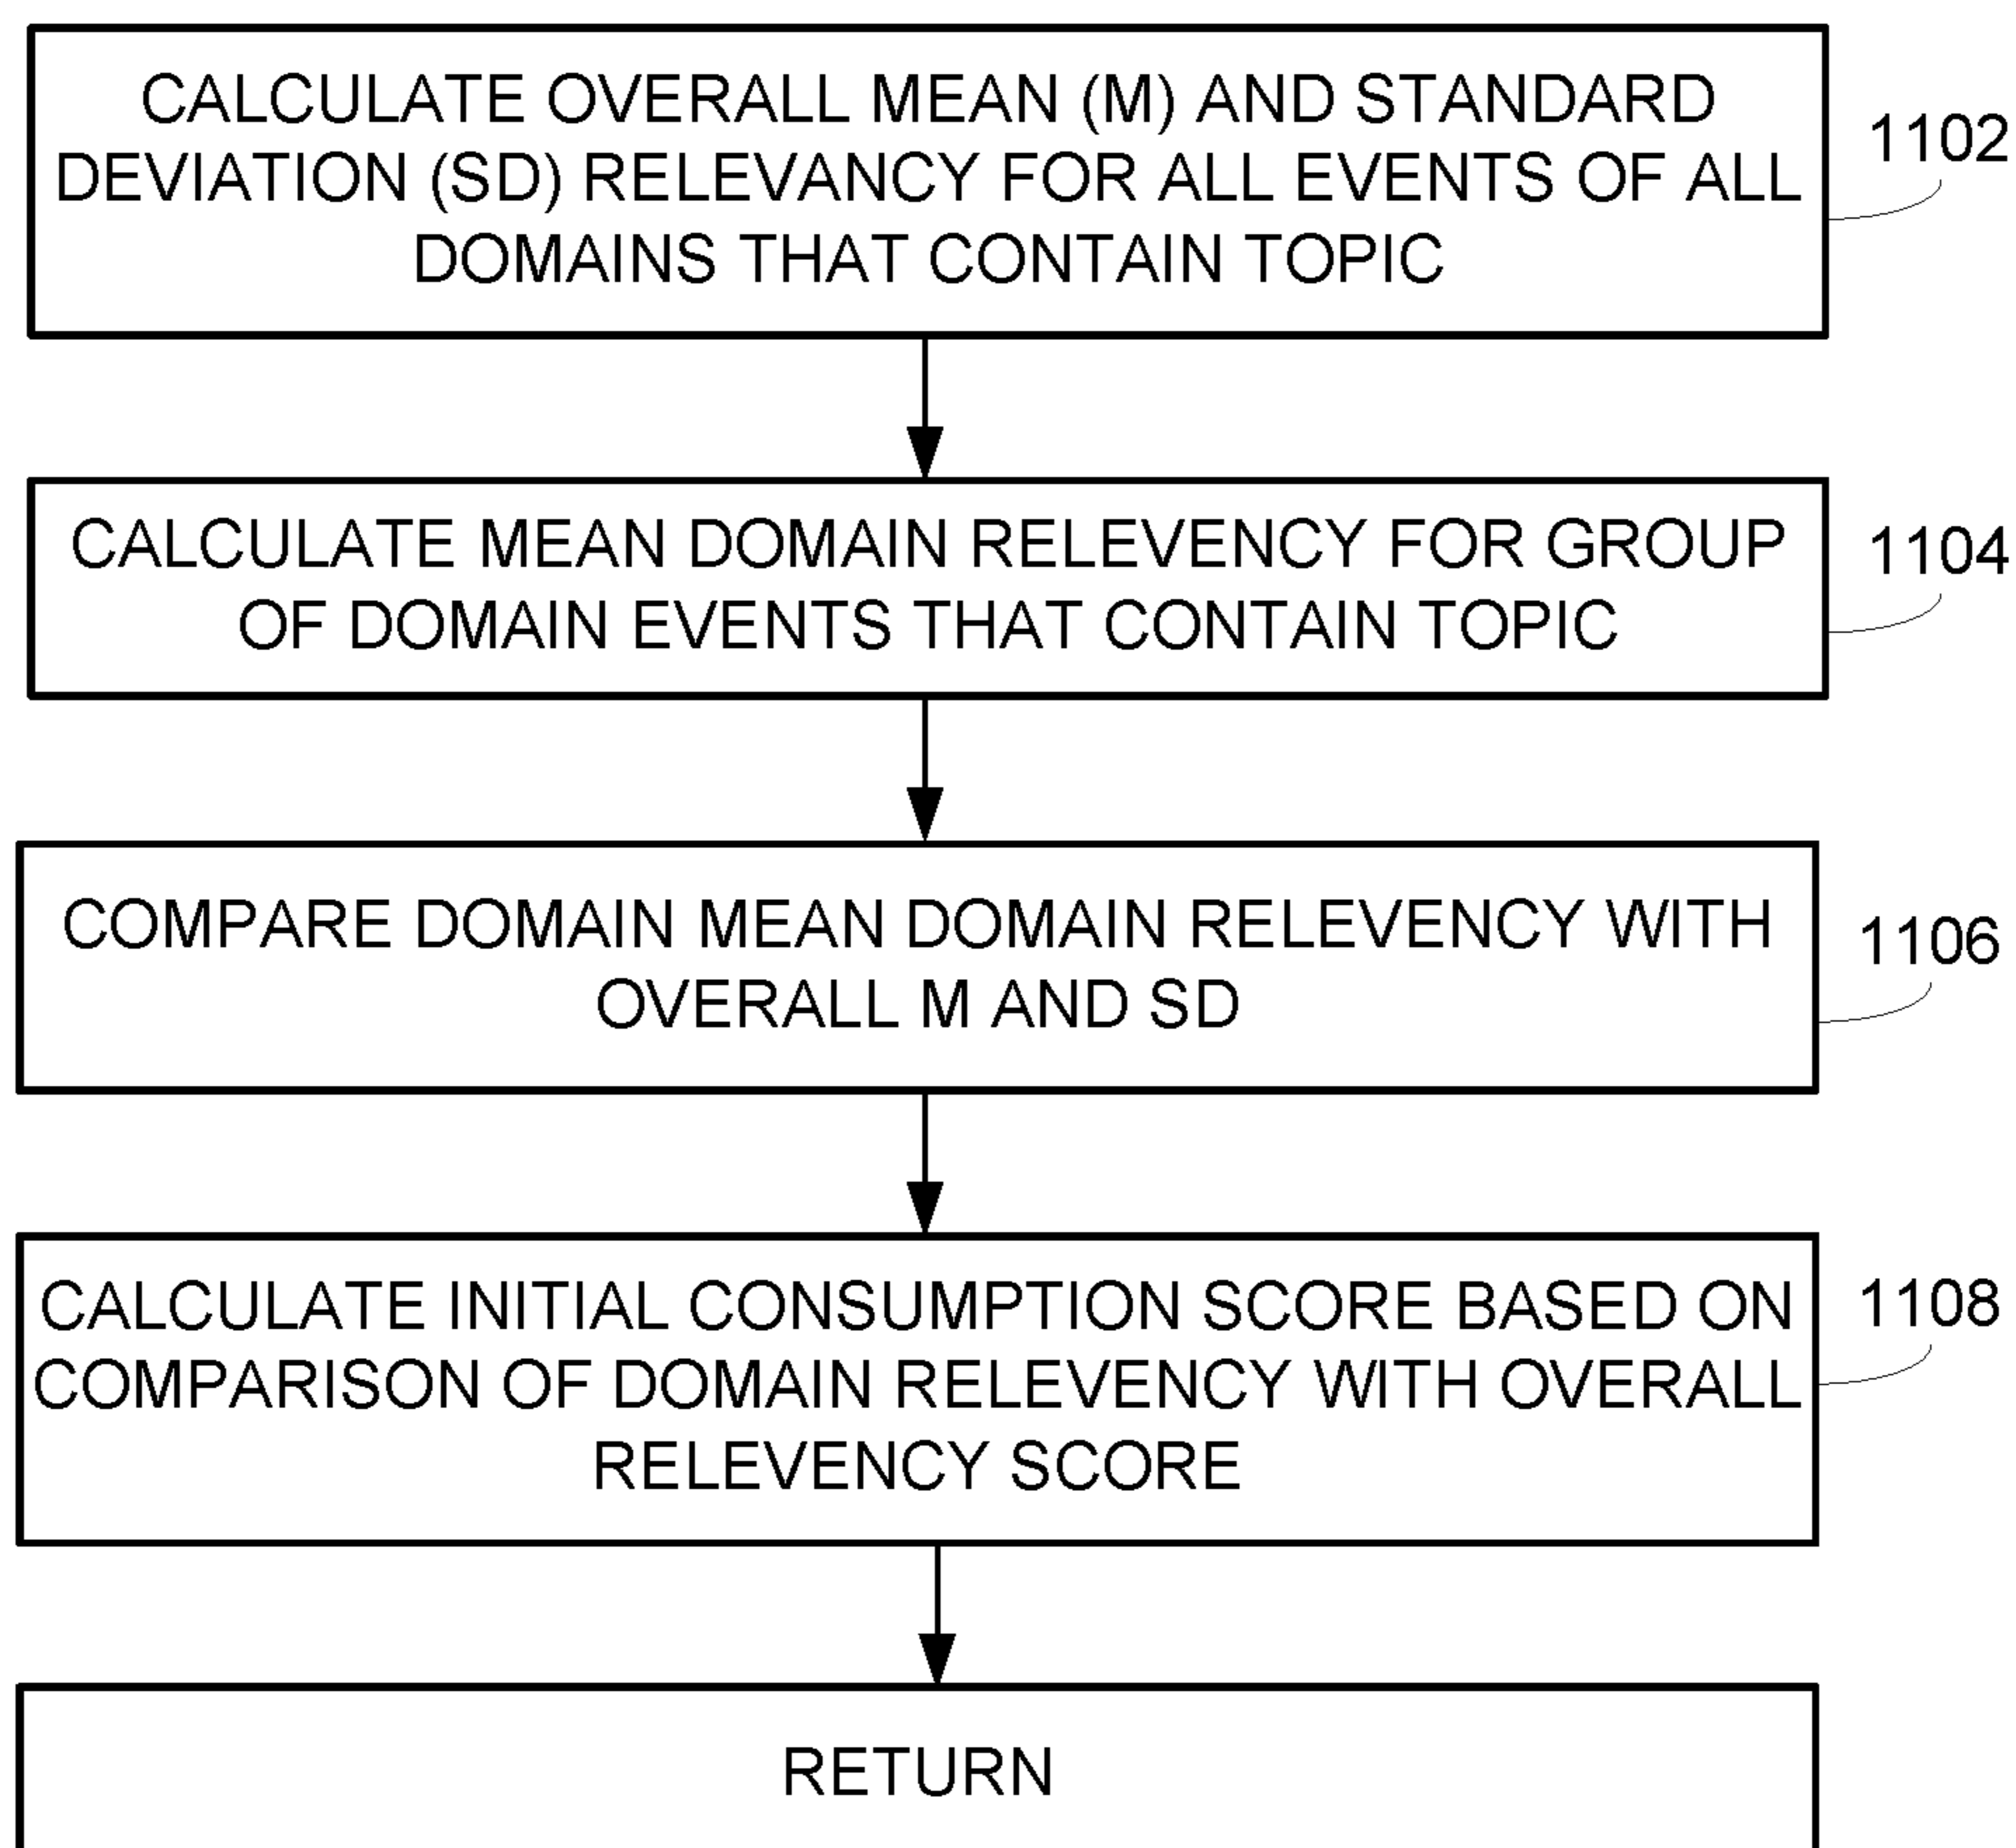 CALCULATE OVERALL MEAN (M) AND STANDARD
DEVIATION (SD) RELEVANCY FOR ALL EVENTS OF ALL
DOMAINS THAT CONTAIN TOPIC
1102
CALCULATE MEAN DOMAIN RELEVENCY FOR GROUP
OF DOMAIN EVENTS THAT CONTAIN TOPIC
1104
COMPARE DOMAIN MEAN DOMAIN RELEVENCY WITH
OVERALL M AND SD
1106
CALCULATE INITIAL CONSUMPTION SCORE BASED ON
COMPARISON OF DOMAIN RELEVENCY WITH OVERALL
RELEVENCY SCORE
1108
RETURN